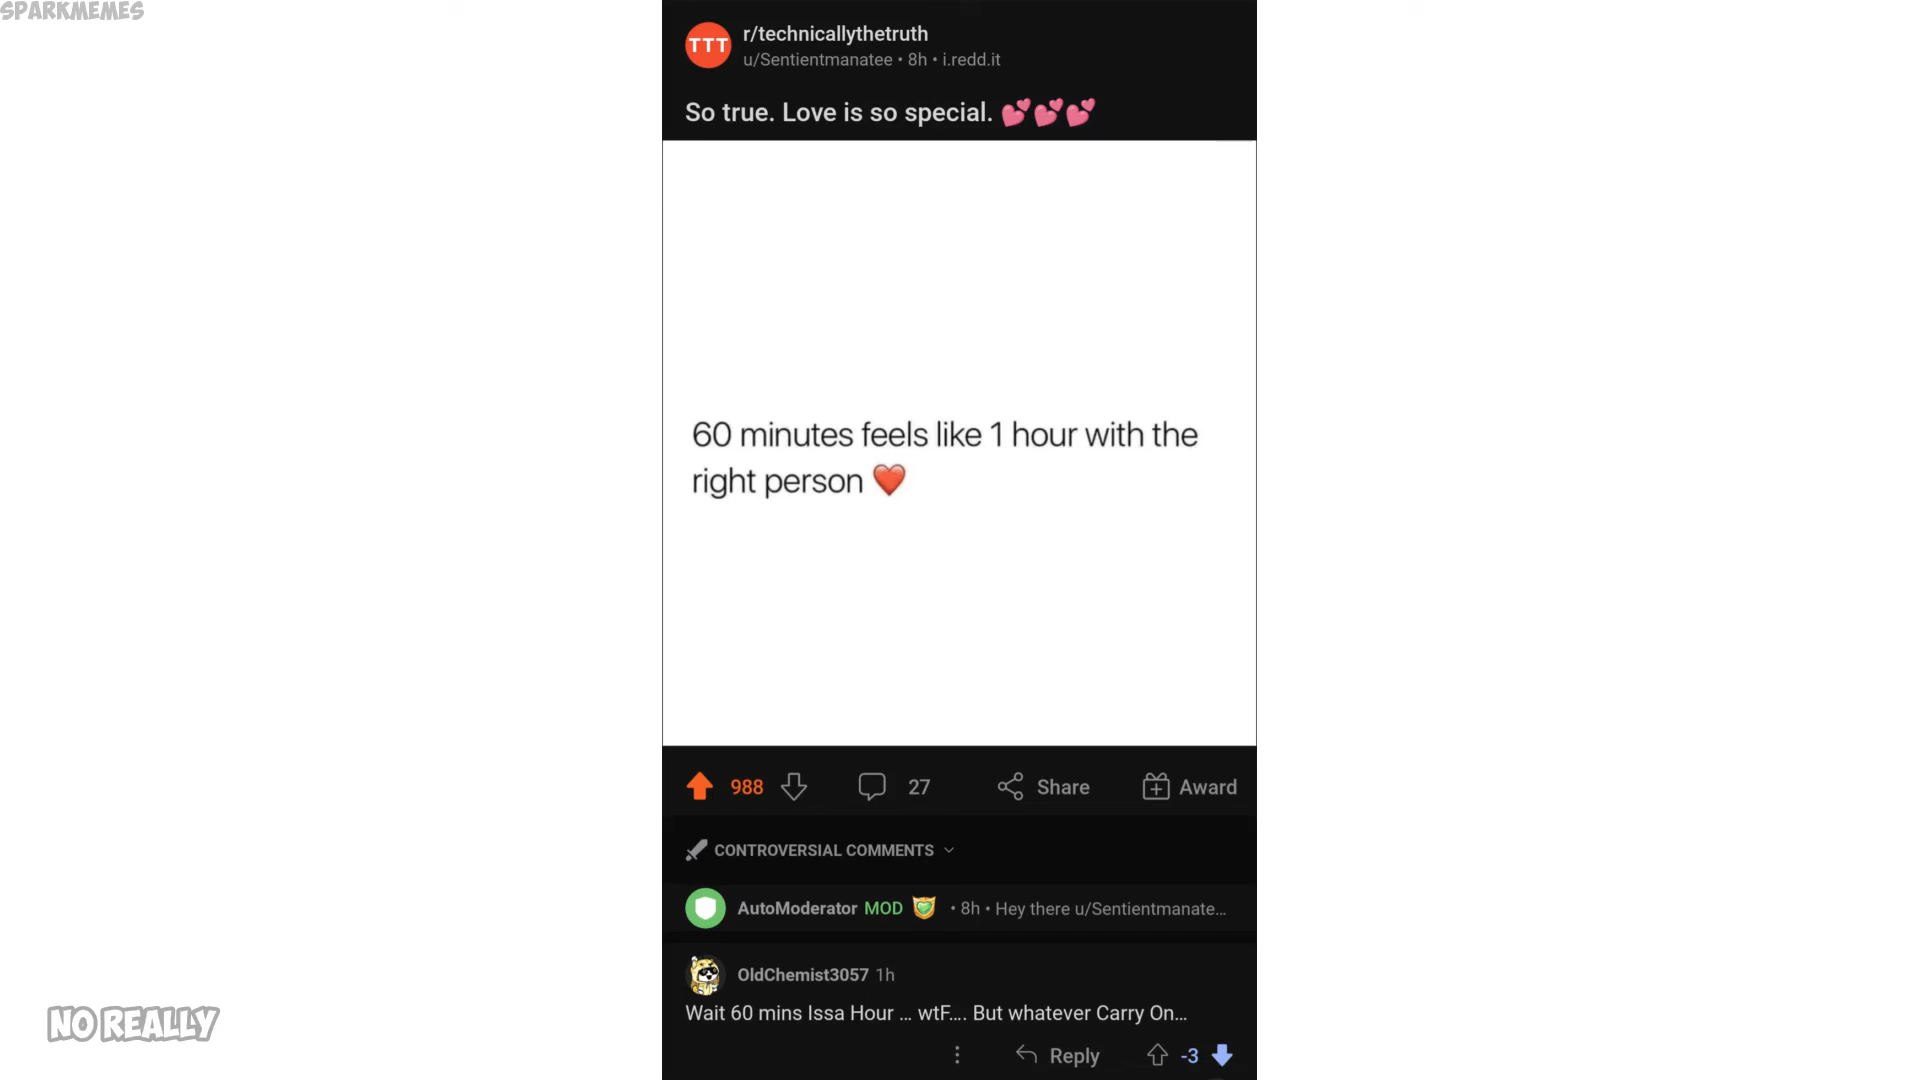 SPARKMEMES
TTT
r/technicallythetruth
u/Sentientmanatee • 8h • i.redd.it
So true. Love is so special. 💕💕💕
60 minutes feels like 1 hour with the
right person ❤️
988 27 Share Award
CONTROVERSIAL COMMENTS
AutoModerator MOD • 8h • Hey there u/Sentientmanate...
OldChemist3057 1h
Wait 60 mins Issa Hour ... wtF.... But whatever Carry On...
Reply -3
NO REALLY